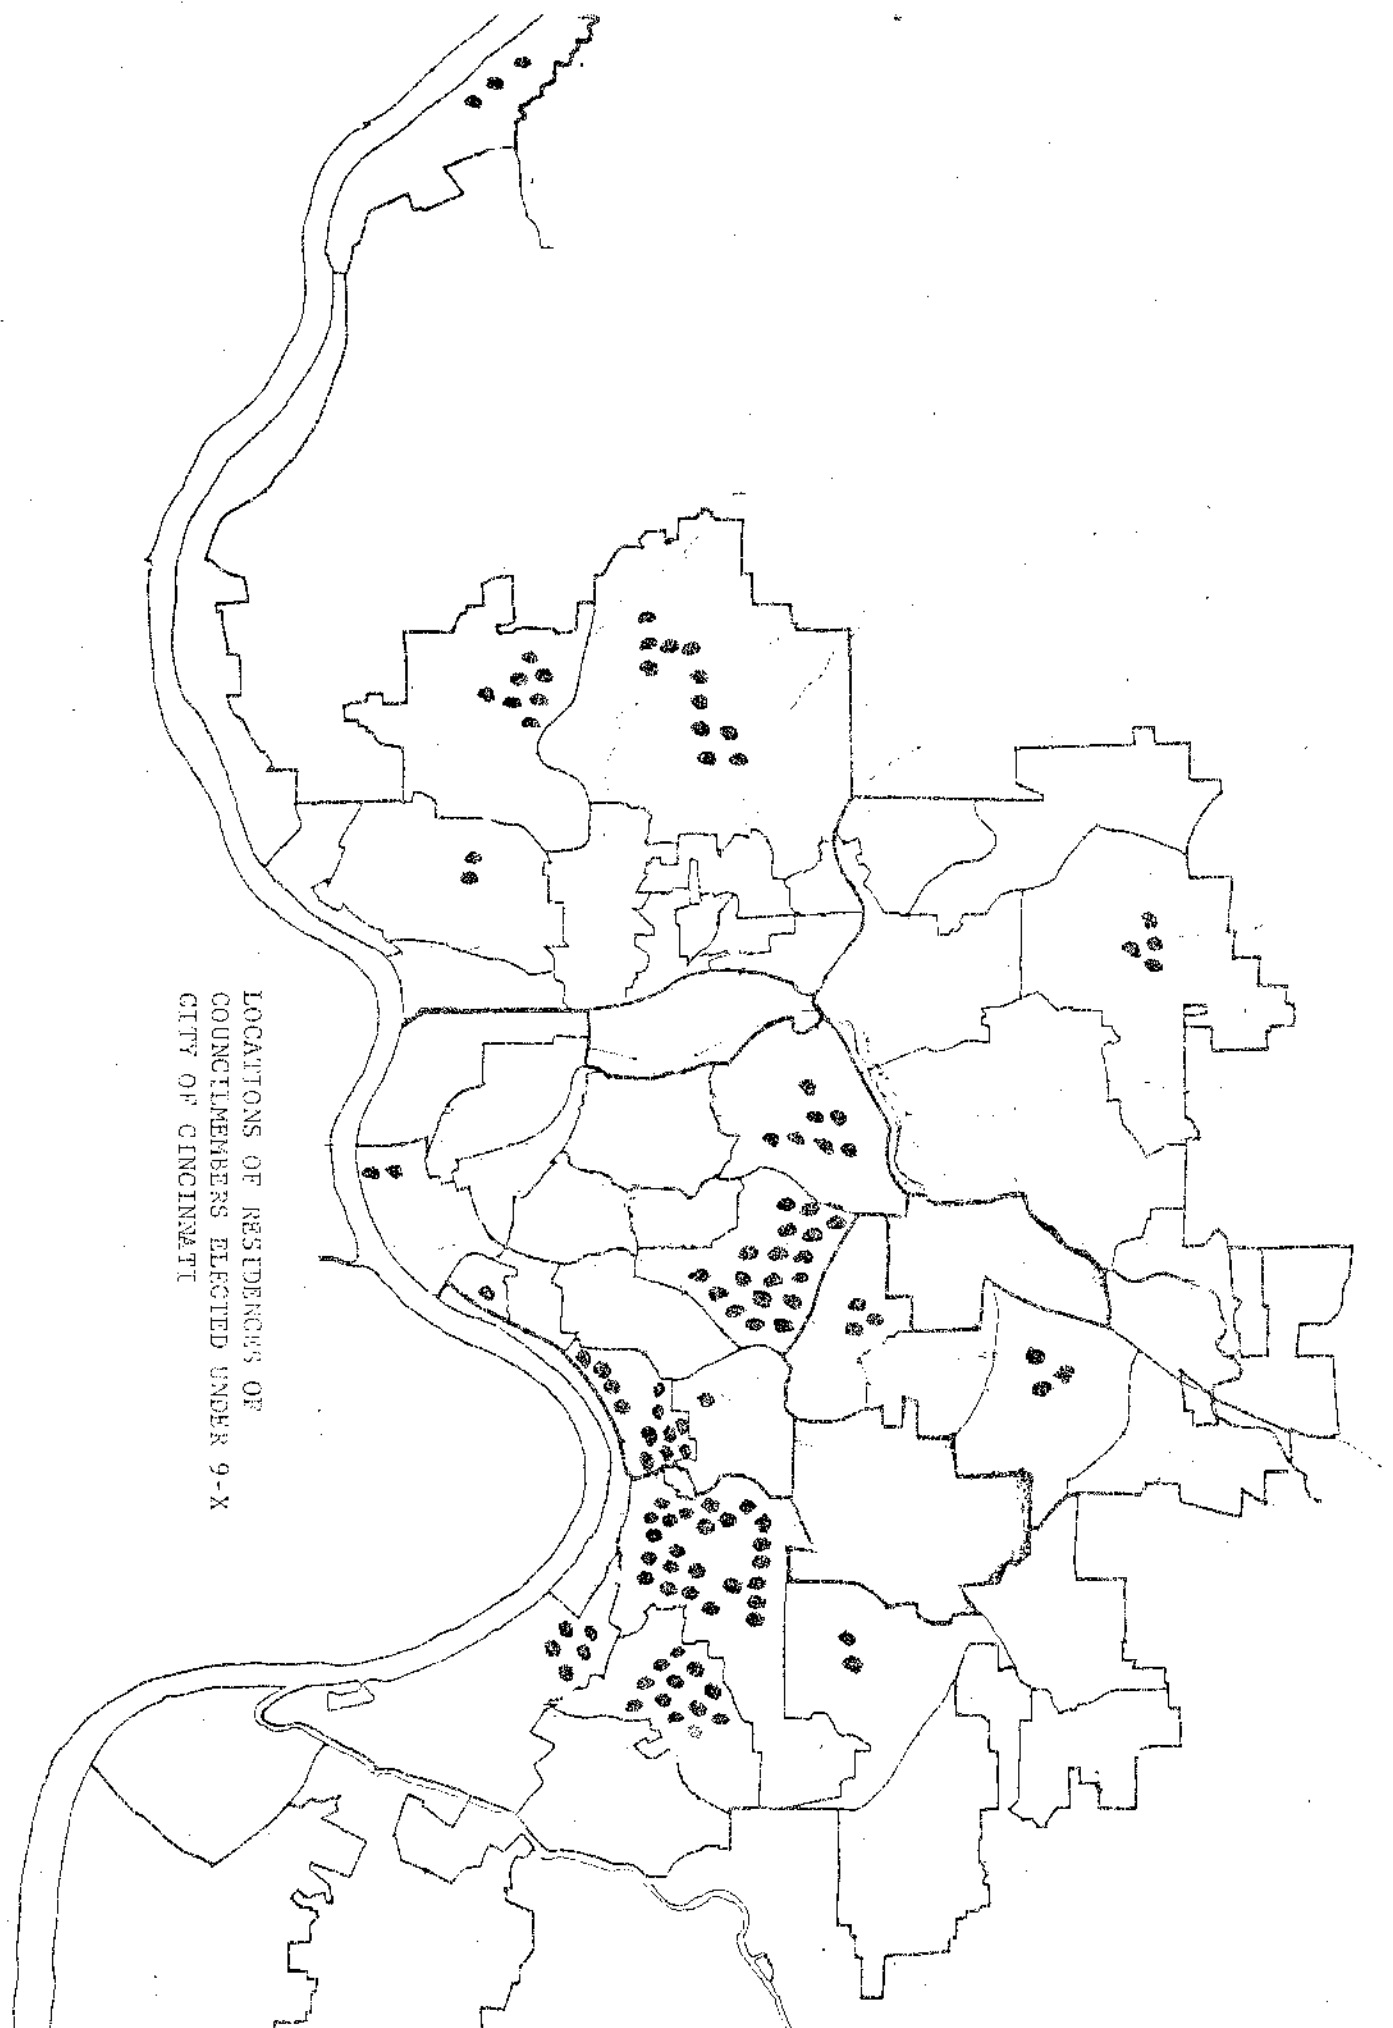 LOCATIONS OF RESIDENCES OF
COUNCILMEMBERS ELECTED UNDER 9-X
CITY OF CINCINNATI